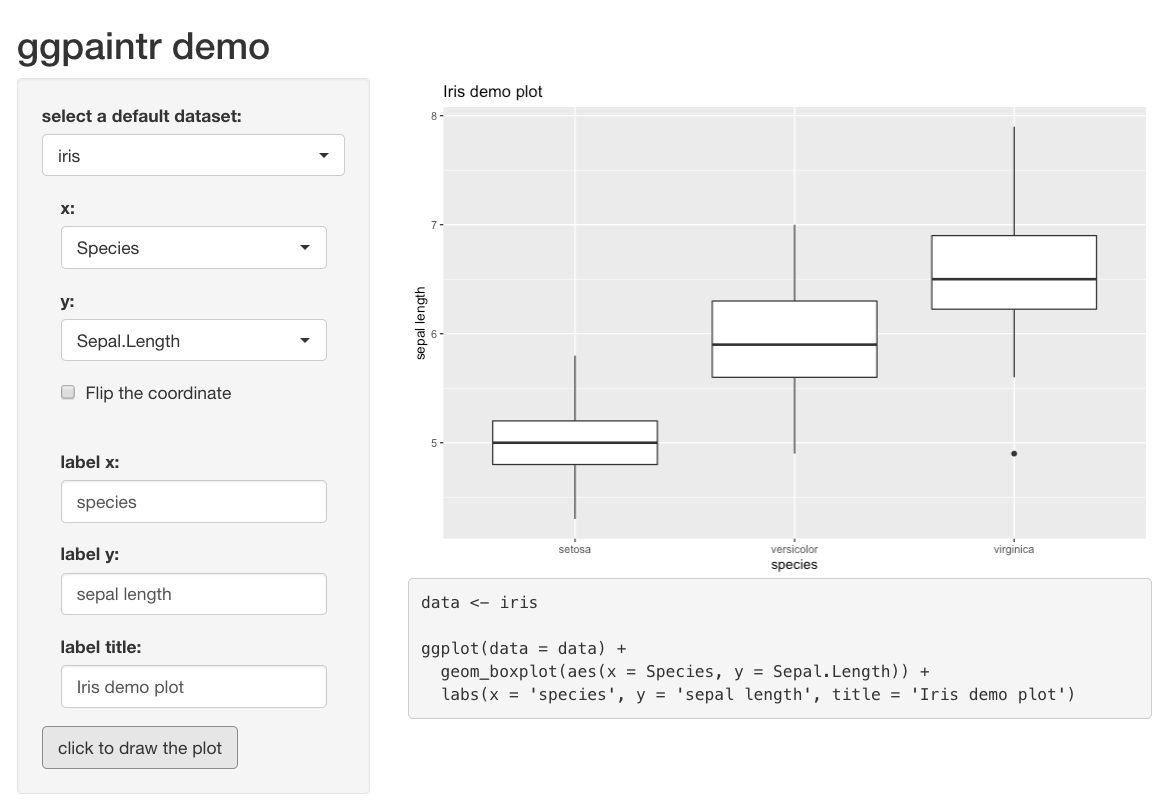 ggpaintr demo
select a default dataset:
iris
x:
Species
y:
Sepal.Length
Flip the coordinate
label x:
species
label y:
sepal length
label title:
Iris demo plot
click to draw the plot
Iris demo plot
8
7
6
5
sepal length
setosa versicolor virginica
species
data <- iris
ggplot(data = data) +
  geom_boxplot(aes(x = Species, y = Sepal.Length)) +
  labs(x = 'species', y = 'sepal length', title = 'Iris demo plot')